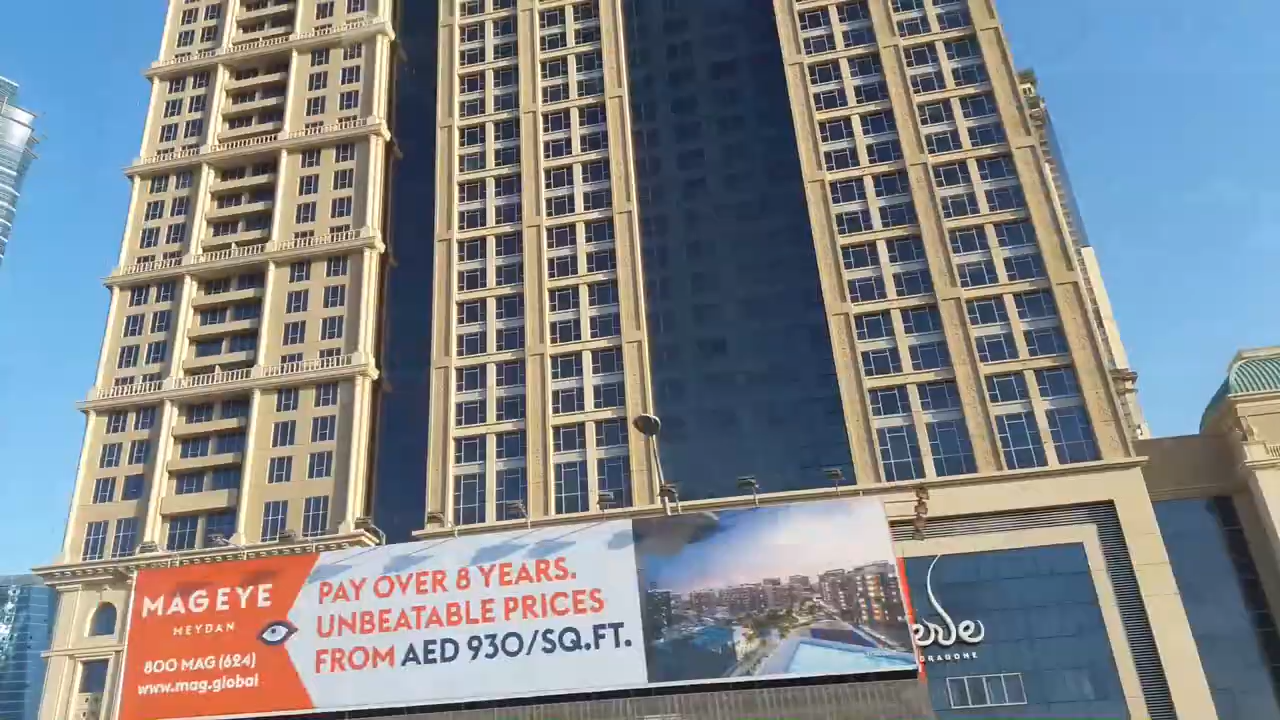 MAG EYE
MEYDAN
800 MAG (624)
www.mag.global
PAY OVER 8 YEARS.
UNBEATABLE PRICES
FROM AED 930/SQ.FT.